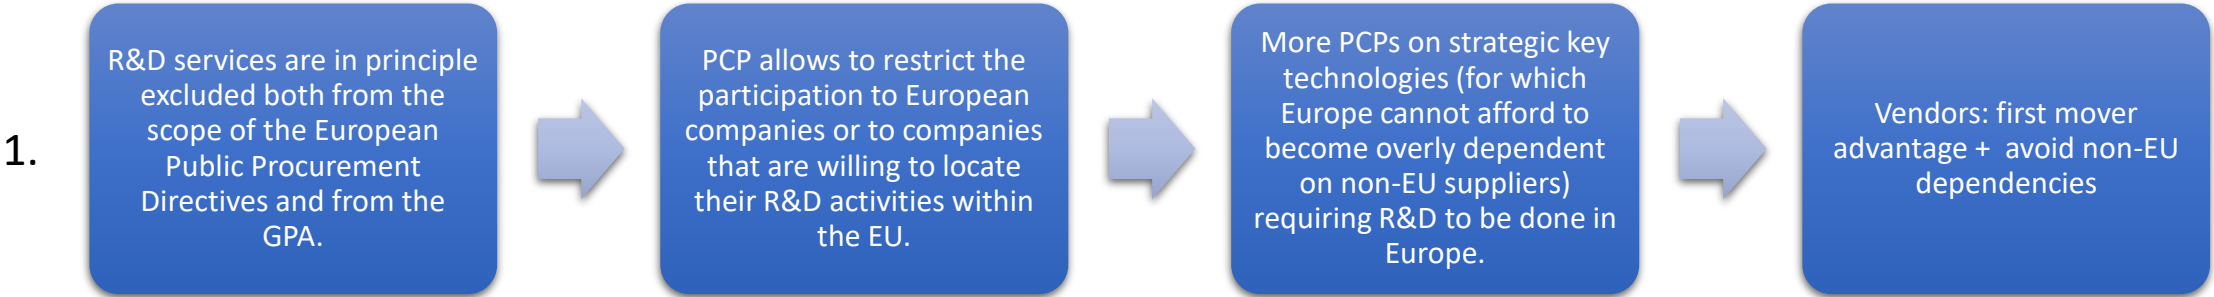 1.
R&D services are in principle
excluded both from the
scope of the European
Public Procurement
Directives and from the
GPA.
PCP allows to restrict the
participation to European
companies or to companies
that are willing to locate
their R&D activities within
the EU.
More PCPs on strategic key
technologies (for which
Europe cannot afford to
become overly dependent
on non-EU suppliers)
requiring R&D to be done in
Europe.
Vendors: first mover
advantage + avoid non-EU
dependencies